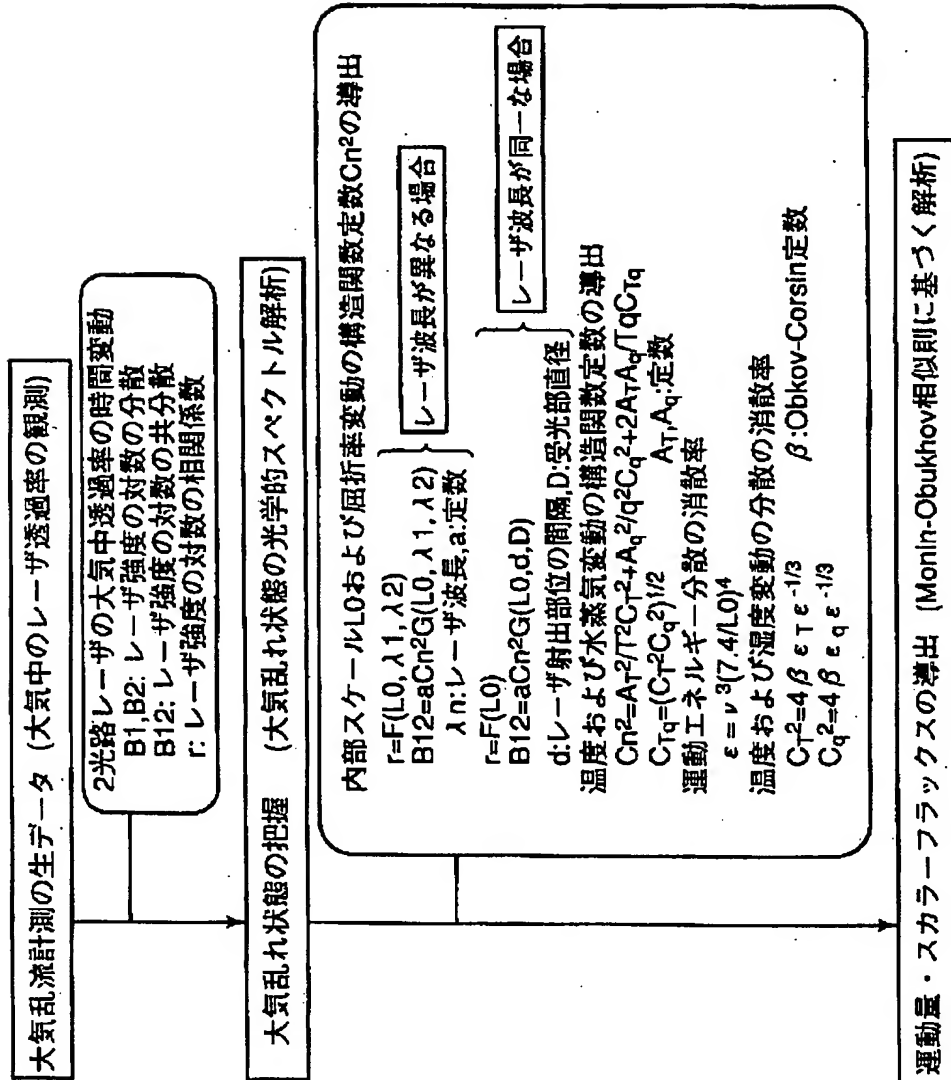 大気乱流計測の生データ (大気中のレーザ透過率の観測)
2光路レーザの大気中透過率の時間変動
B1,B2: レーザ強度の対数の分散
B12: レーザ強度の対数の共分散
r: レーザ強度の対数の相関係数
大気乱れ状態の把握 (大気乱れ状態の光学的スペクトル解析)
内部スケールL0および屈折率変動の構造関数定数Cn²の導出
r=F(L0,λ1,λ2)
B12=aCn²G(L0,λ1,λ2)
λn:レーザ波長,a:定数
レーザ波長が異なる場合
r=F(L0)
B12=aCn²G(L0,d,D)
d:レーザ射出部位の間隔,D:受光部直径
レーザ波長が同一な場合
温度および水蒸気変動の構造関数定数の導出
Cn²=A_T²/T²C_T²+A_q²/q²C_q²+2A_TA_q/TqC_Tq
C_Tq=(C_T²C_q²)^1/2 A_T,A_q:定数
運動エネルギー分散の消散率
ε=ν³(7.4/L0)⁴
温度および湿度変動の分散の消散率
C_T²=4βε_Tε^-1/3 β:Obkov-Corsin定数
C_q²=4βε_qε^-1/3
運動量・スカラーフラックスの導出 (Monin-Obukhov相似則に基づく解析)